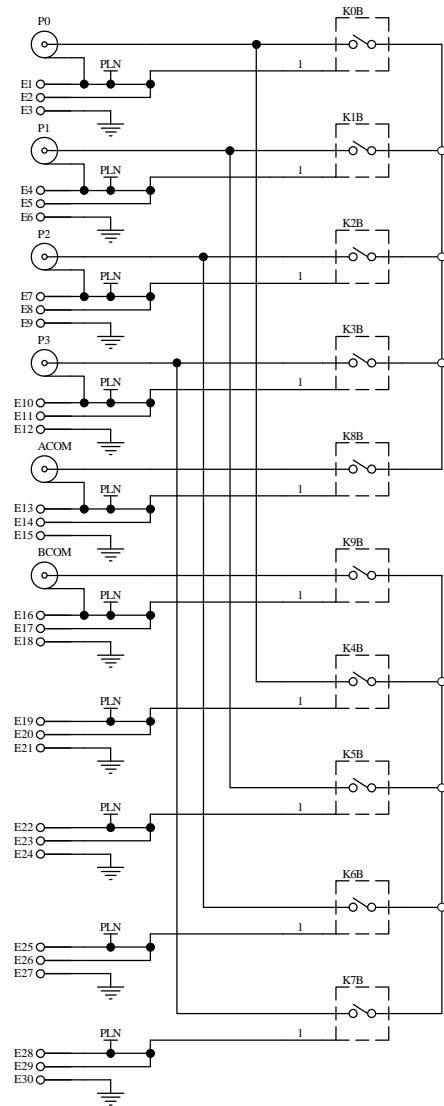 P0
K0B
PLN
1
E1
E2
E3
P1
K1B
PLN
1
E4
E5
E6
P2
K2B
PLN
1
E7
E8
E9
P3
K3B
PLN
1
E10
E11
E12
ACOM
K8B
PLN
1
E13
E14
E15
BCOM
K9B
PLN
1
E16
E17
E18
K4B
PLN
1
E19
E20
E21
K5B
PLN
1
E22
E23
E24
K6B
PLN
1
E25
E26
E27
K7B
PLN
1
E28
E29
E30